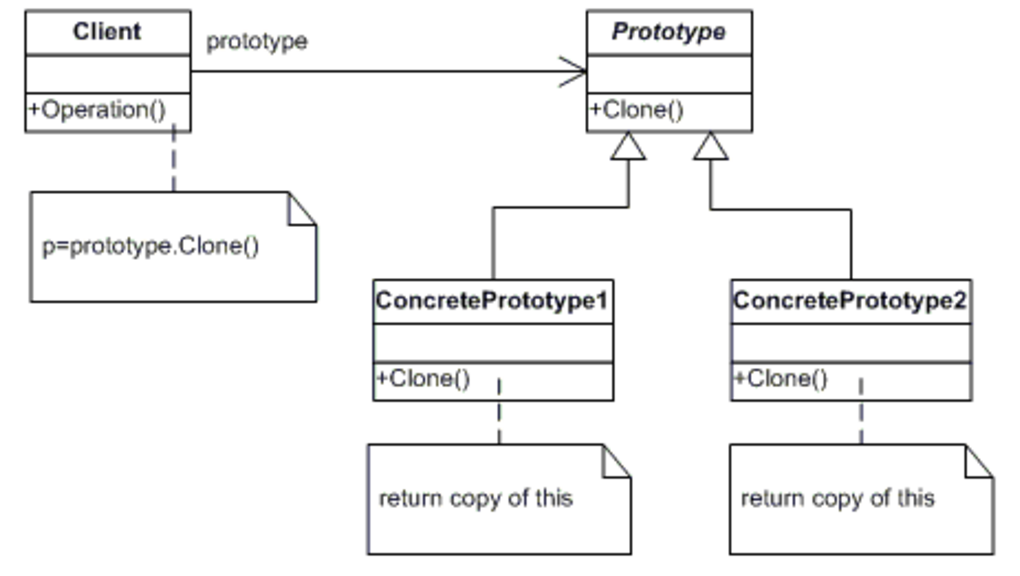 Client
prototype
Prototype
+Operation()
+Clone()
p=prototype.Clone()
ConcretePrototype1
ConcretePrototype2
+Clone()
+Clone()
return copy of this
return copy of this